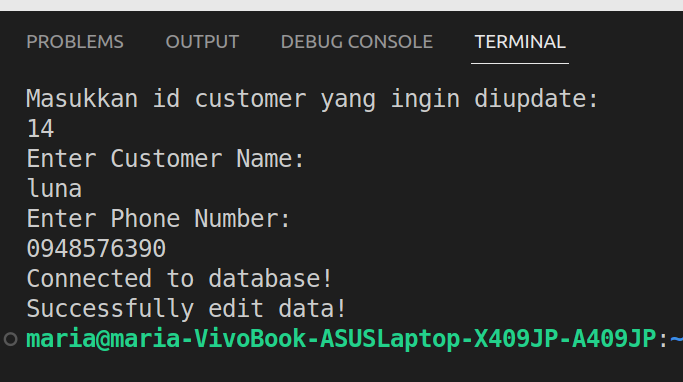 PROBLEMS OUTPUT DEBUG CONSOLE TERMINAL
Masukkan id customer yang ingin diupdate:
14
Enter Customer Name:
luna
Enter Phone Number:
0948576390
Connected to database!
Successfully edit data!
maria@maria-VivoBook-ASUSLaptop-X409JP-A409JP:~